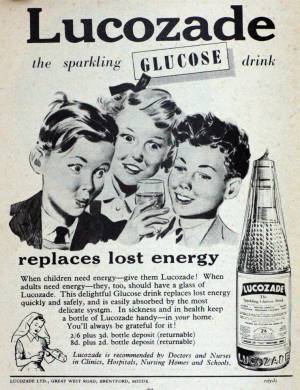 Lucozade
the sparkling GLUCOSE drink
replaces lost energy
When children need energy—give them Lucozade! When
adults need energy—they, too, should have a glass of
Lucozade. This delightful Glucose drink replaces lost energy
quickly and safely, and is easily absorbed by the most
delicate system. In sickness and in health keep
a bottle of Lucozade handy—in your home.
You'll always be grateful for it!
2/6 plus 3d. bottle deposit (returnable)
8d. plus 2d. bottle deposit (returnable)
Lucozade is recommended by Doctors and Nurses
in Clinics, Hospitals, Nursing Homes and Schools.
LUCOZADE
The
Sparkling Glucose Drink
LUCOZADE
LUCOZADE LTD., GREAT WEST ROAD, BRENTFORD, MIDDX.